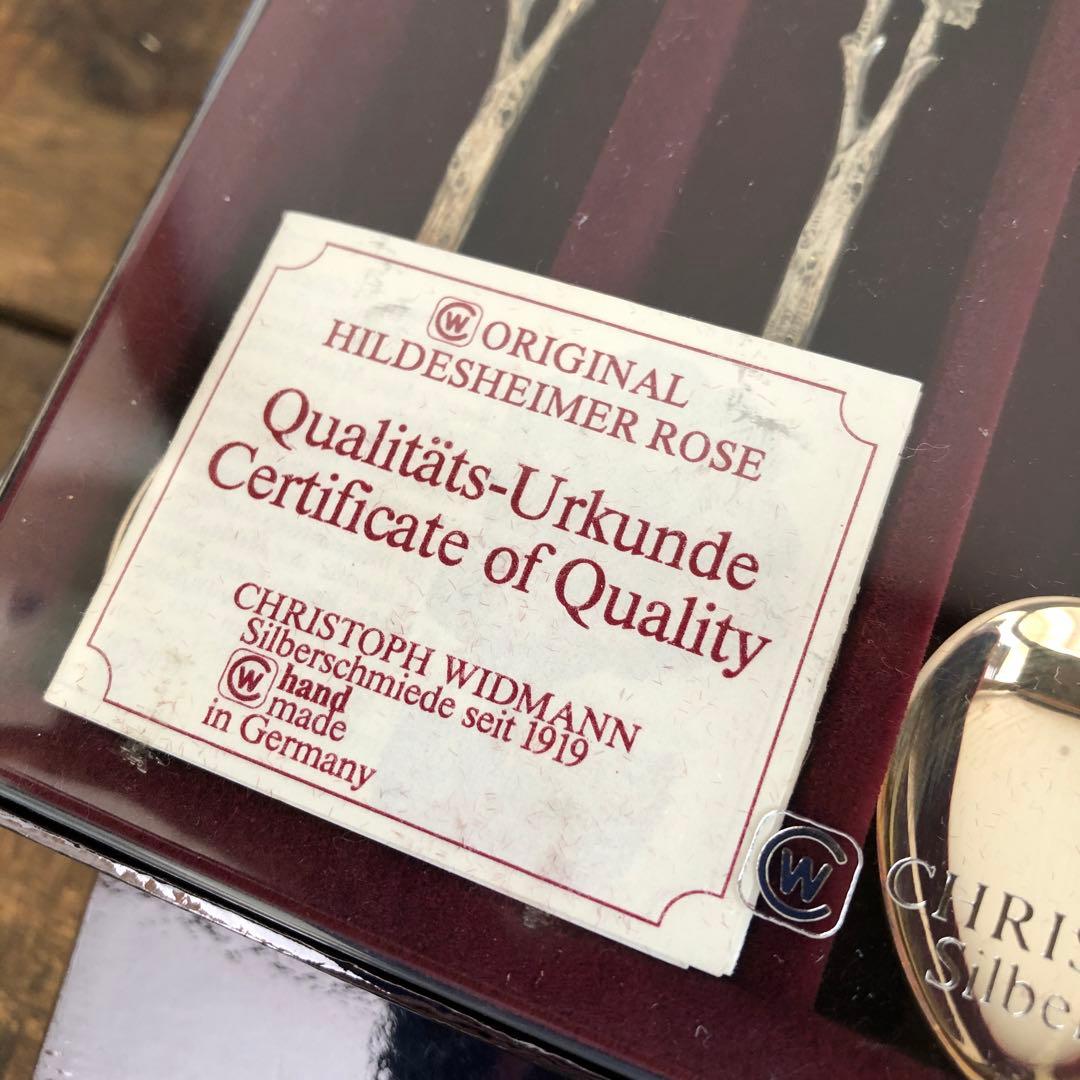 CW ORIGINAL
HILDESHEIMER ROSE
Qualitäts-Urkunde
Certificate of Quality
CHRISTOPH WIDMANN
Silberschmiede seit 1919
CW hand
made
in Germany
CW
CHRIS
Silbe